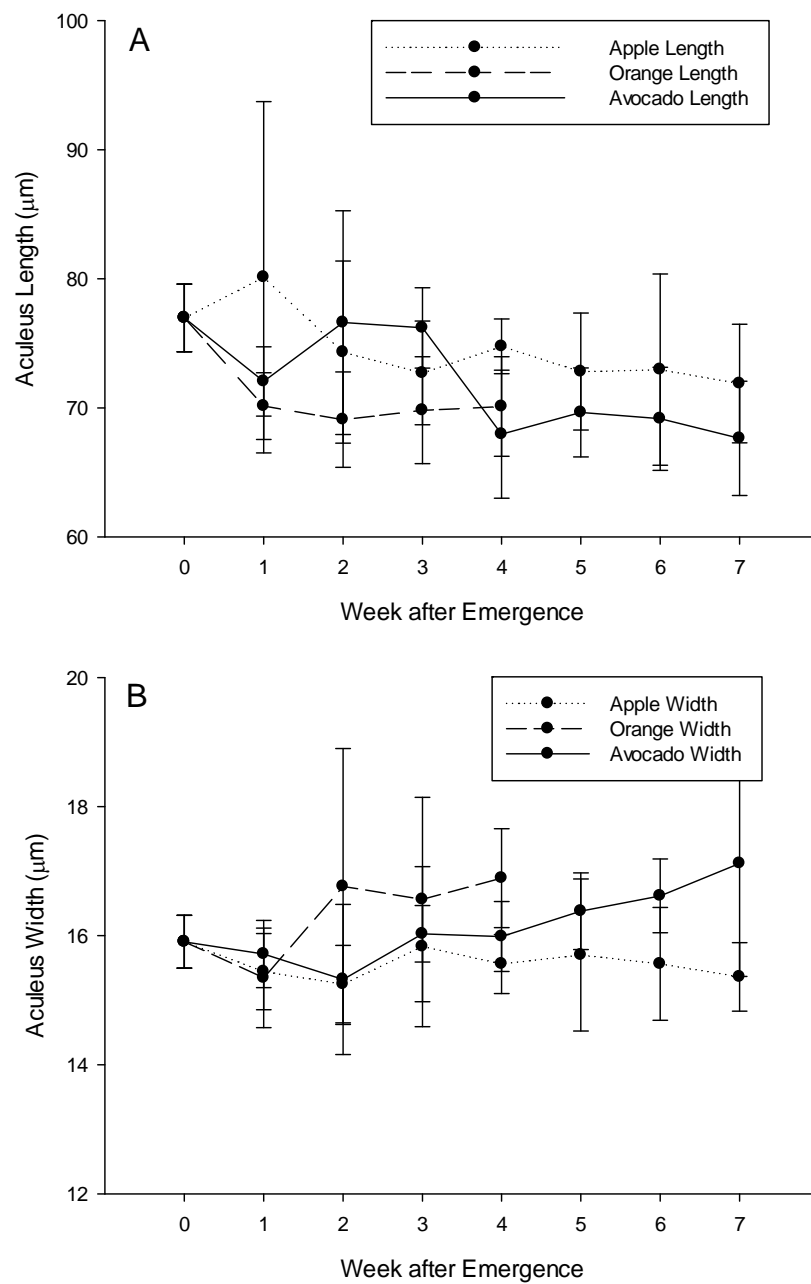 A
Apple Length
Orange Length
Avocado Length
100
90
80
70
60
Aculeus Length (μm)
0 1 2 3 4 5 6 7
Week after Emergence
B
Apple Width
Orange Width
Avocado Width
20
18
16
14
12
Aculeus Width (μm)
0 1 2 3 4 5 6 7
Week after Emergence